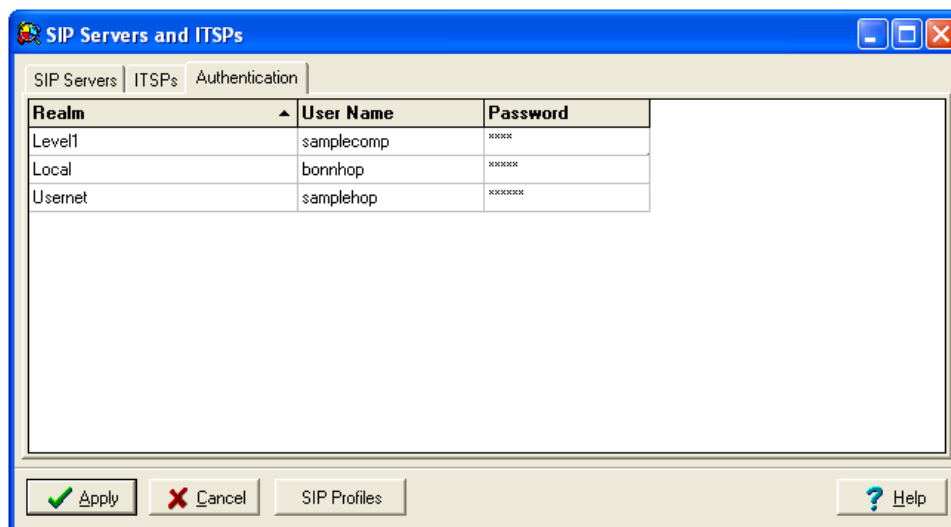 SIP Servers and ITSPs
SIP Servers ITSPs Authentication
Realm User Name Password
Level1 samplecomp ****
Local bonnhop *****
Usernet samplehop ******
Apply Cancel SIP Profiles Help